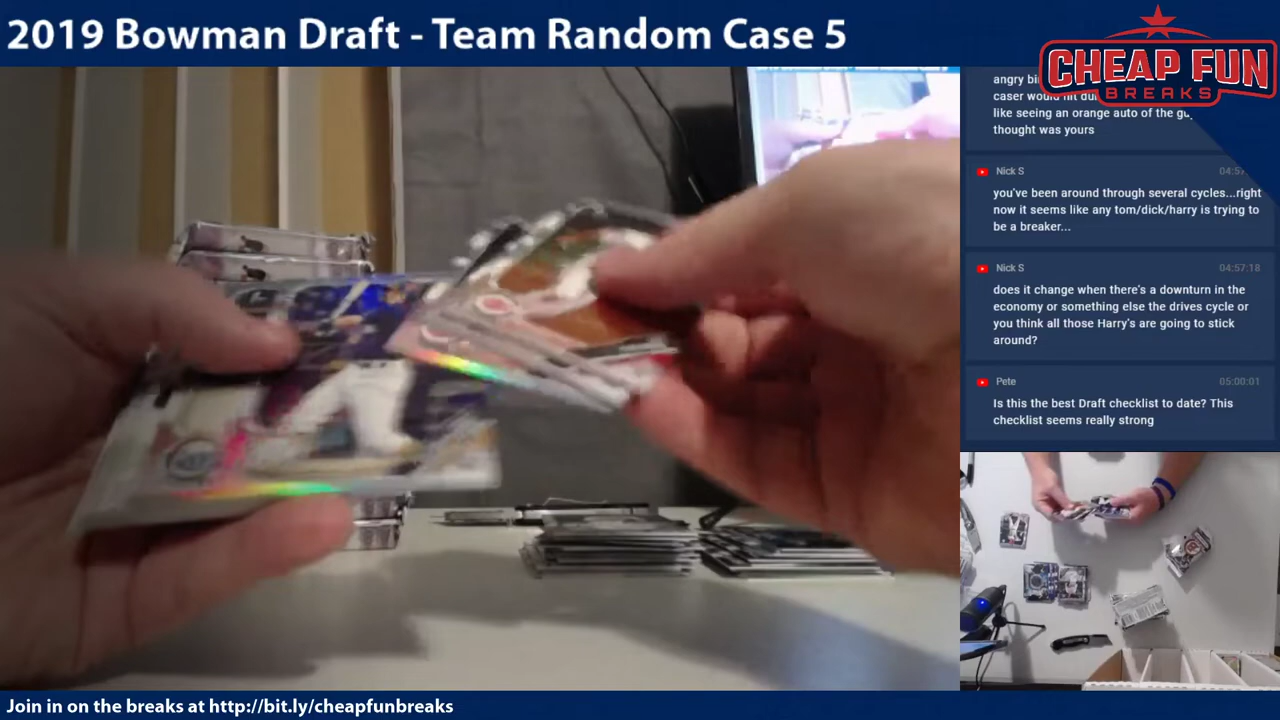 2019 Bowman Draft - Team Random Case 5
CHEAP FUN
BREAKS
angry
caser would hit
like seeing an orange auto of the
thought was yours
Nick S
you've been around through several cycles...right
now it seems like any tom/dick/harry is trying to
be a breaker...
Nick S 04:57:18
does it change when there's a downturn in the
economy or something else the drives cycle or
you think all those Harry's are going to stick
around?
Pete 05:00:01
Is this the best Draft checklist to date? This
checklist seems really strong
Join in on the breaks at http://bit.ly/cheapfunbreaks